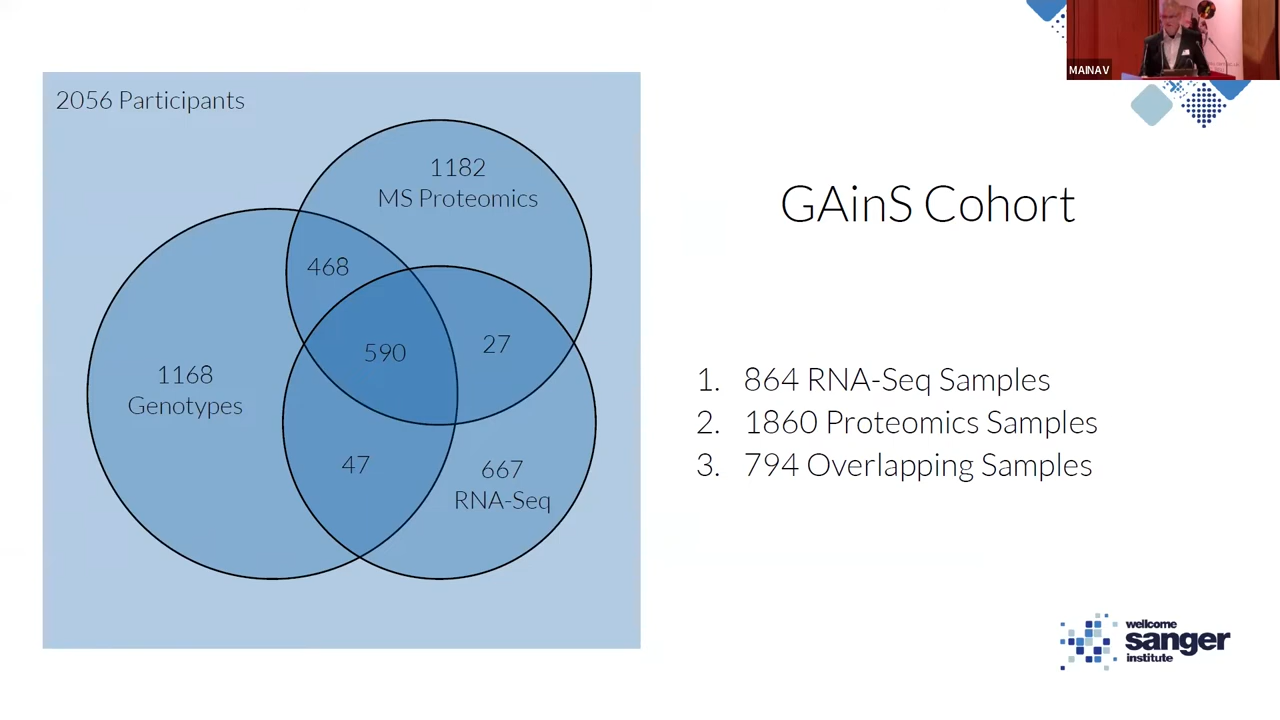 MAINAV
2056 Participants
1182
MS Proteomics
468
590
27
1168
Genotypes
47
667
RNA-Seq
GAinS Cohort
1. 864 RNA-Seq Samples
2. 1860 Proteomics Samples
3. 794 Overlapping Samples
wellcome
sanger
institute